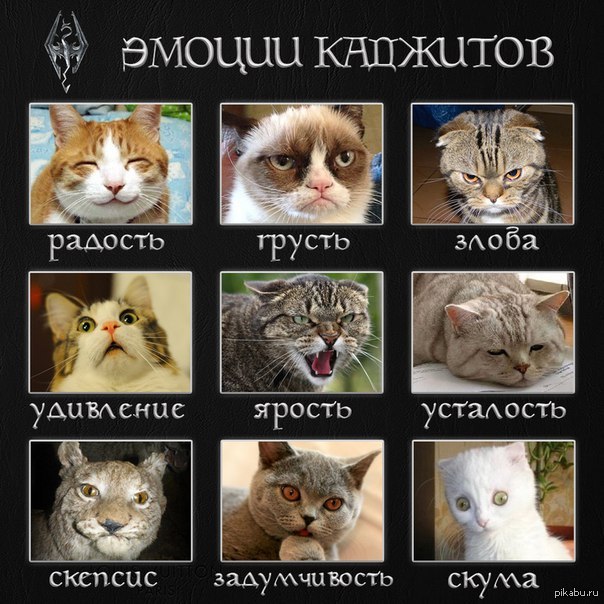 ЭМОЦИИ КАДЖИТОВ
радость грусть злоба
удивление ярость усталость
скепсис задумчивость скума
pikabu.ru